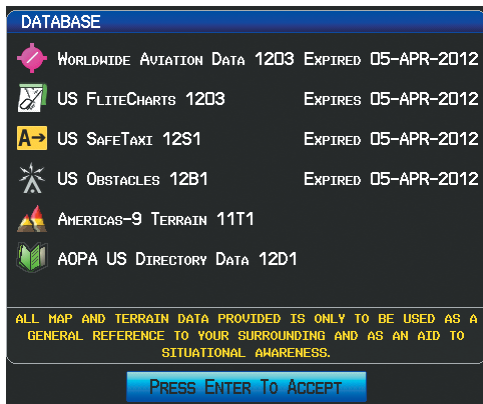 DATABASE
WORLDWIDE AVIATION DATA 1203 EXPIRED 05-APR-2012
US FLITECHARTS 1203 EXPIRES 05-APR-2012
A→ US SAFETAXI 12S1 EXPIRED 05-APR-2012
US OBSTACLES 12B1 EXPIRED 05-APR-2012
AMERICAS-9 TERRAIN 11T1
AOPA US DIRECTORY DATA 12D1
ALL MAP AND TERRAIN DATA PROVIDED IS ONLY TO BE USED AS A
GENERAL REFERENCE TO YOUR SURROUNDING AND AS AN AID TO
SITUATIONAL AWARENESS.
PRESS ENTER TO ACCEPT